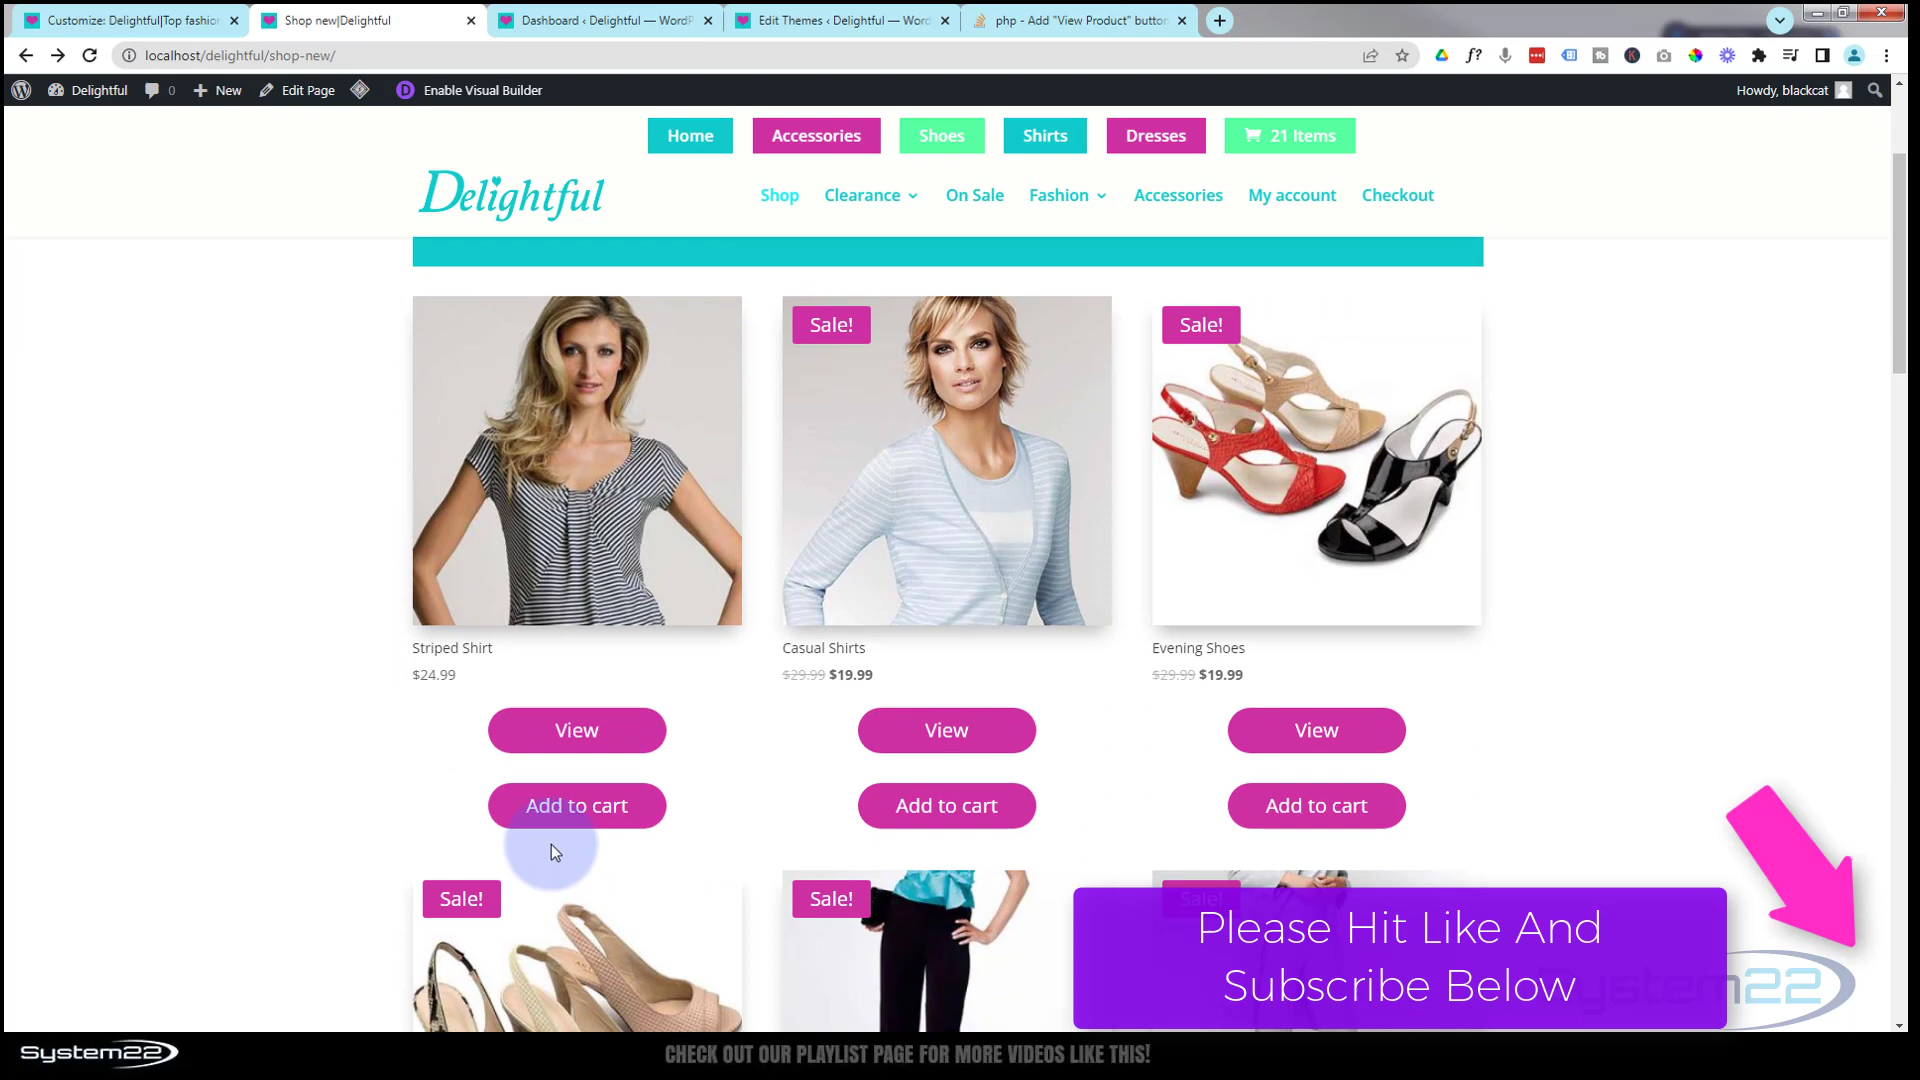 Customize: Delightful|Top fashion
Shop new|Delightful
Dashboard ‹ Delightful — WordP
Edit Themes ‹ Delightful — Word
php - Add "View Product" button
localhost/delightful/shop-new/
Delightful
0
New
Edit Page
D
Enable Visual Builder
Howdy, blackcat
Home
Accessories
Shoes
Shirts
Dresses
21 Items
Delightful
Shop
Clearance
On Sale
Fashion
Accessories
My account
Checkout
Sale!
Sale!
Striped Shirt
Casual Shirts
Evening Shoes
$24.99
$29.99 $19.99
$29.99 $19.99
View
View
View
Add to cart
Add to cart
Add to cart
Sale!
Sale!
Sale!
Please Hit Like And
Subscribe Below
System22
System22
CHECK OUT OUR PLAYLIST PAGE FOR MORE VIDEOS LIKE THIS!